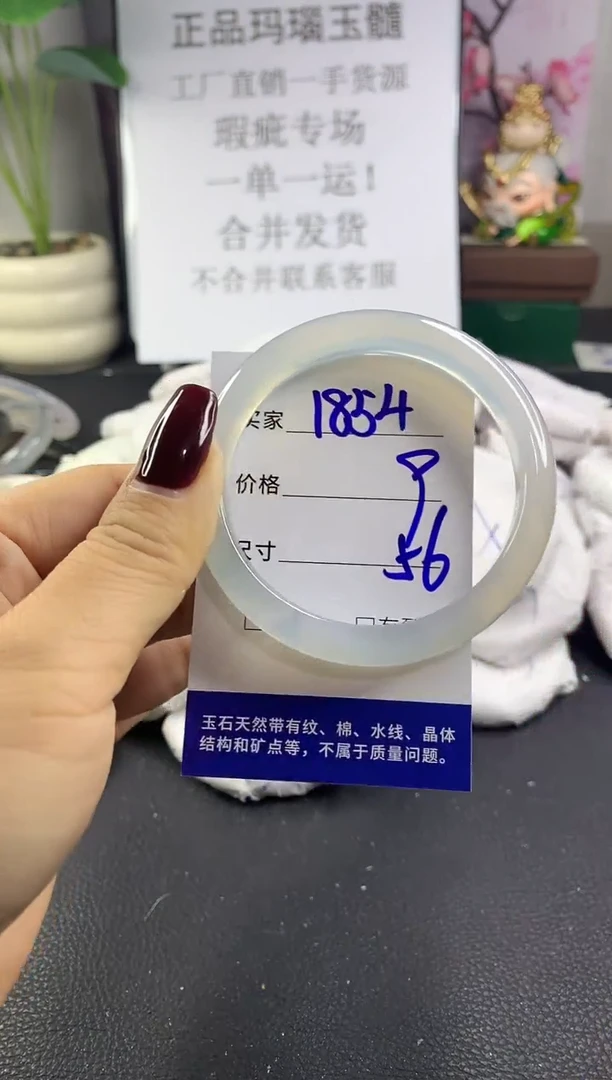 正品玛瑙玉髓
工厂直销一手货源
瑕疵专场
一单一运!
合并发货
不合并联系客服
买家 1854
价格
尺寸 56
玉石天然带有纹、棉、水线、晶体
结构和矿点等，不属于质量问题。